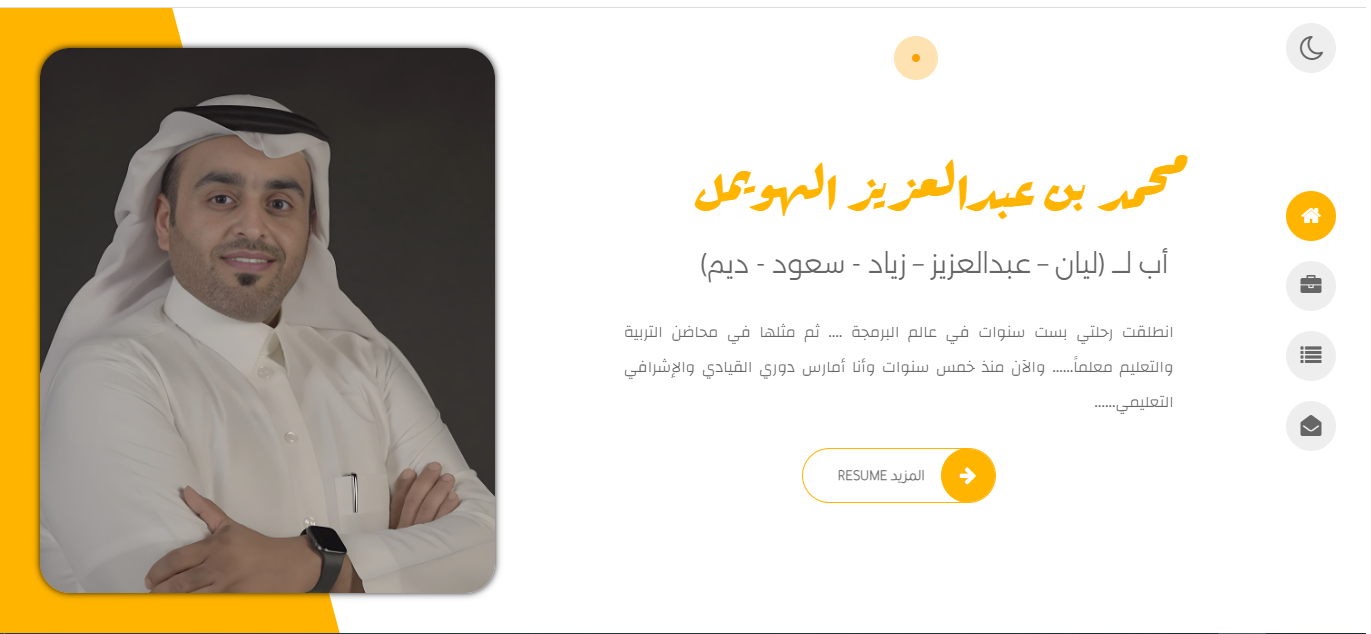 محمد بن عبدالعزيز الهويمل
أب لـ (ليان – عبدالعزيز – زياد - سعود - ديم)
انطلقت رحلتي بست سنوات في عالم البرمجة .... ثم مثلها في محاضن التربية
والتعليم معلماً...... والآن منذ خمس سنوات وأنا أمارس دوري القيادي والإشرافي
التعليمي......
المزيد RESUME